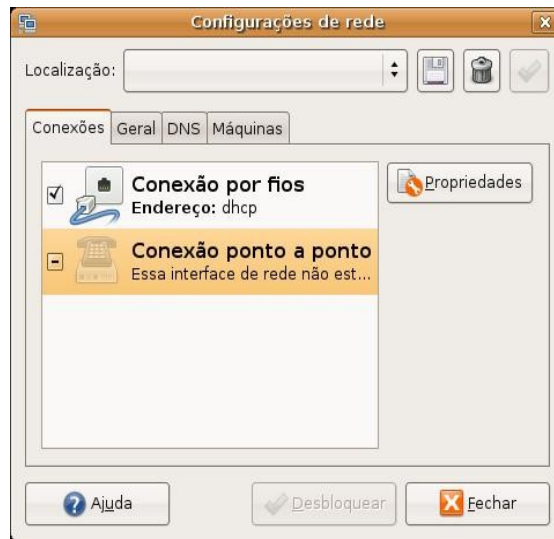 Configurações de rede
Localização:
Conexões Geral DNS Máquinas
Conexão por fios
Endereço: dhcp
Propriedades
Conexão ponto a ponto
Essa interface de rede não est...
Ajuda Desbloquear Fechar